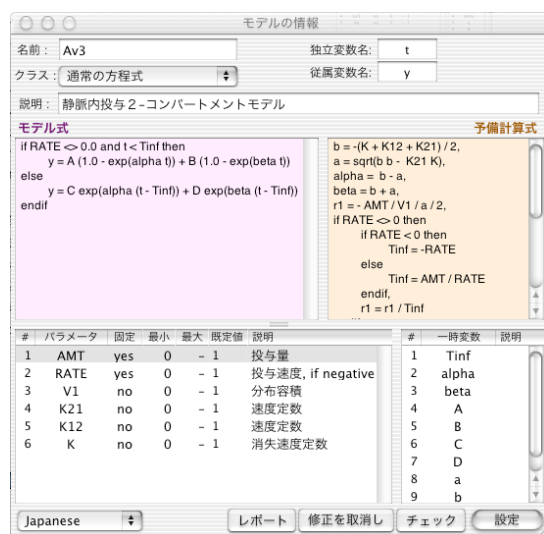 モデルの情報
名前： Av3 独立変数名: t
クラス： 通常の方程式 従属変数名: y
説明： 静脈内投与２-コンパートメントモデル
モデル式 予備計算式
if RATE <> 0.0 and t < Tinf then
y = A (1.0 - exp(alpha t)) + B (1.0 - exp(beta t))
else
y = C exp(alpha (t - Tinf)) + D exp(beta (t - Tinf))
endif
b = -(K + K12 + K21) / 2,
a = sqrt(b b - K21 K),
alpha = b - a,
beta = b + a,
r1 = - AMT / V1 / a / 2,
if RATE <> 0 then
if RATE < 0 then
Tinf = -RATE
else
Tinf = AMT / RATE
endif,
r1 = r1 / Tinf
# パラメータ 固定 最小 最大 既定値 説明
1 AMT yes 0 - 1 投与量
2 RATE yes 0 - 1 投与速度, if negative
3 V1 no 0 - 1 分布容積
4 K21 no 0 - 1 速度定数
5 K12 no 0 - 1 速度定数
6 K no 0 - 1 消失速度定数
# 一時変数 説明
1 Tinf
2 alpha
3 beta
4 A
5 B
6 C
7 D
8 a
9 b
Japanese レポート 修正を取消し チェック 設定